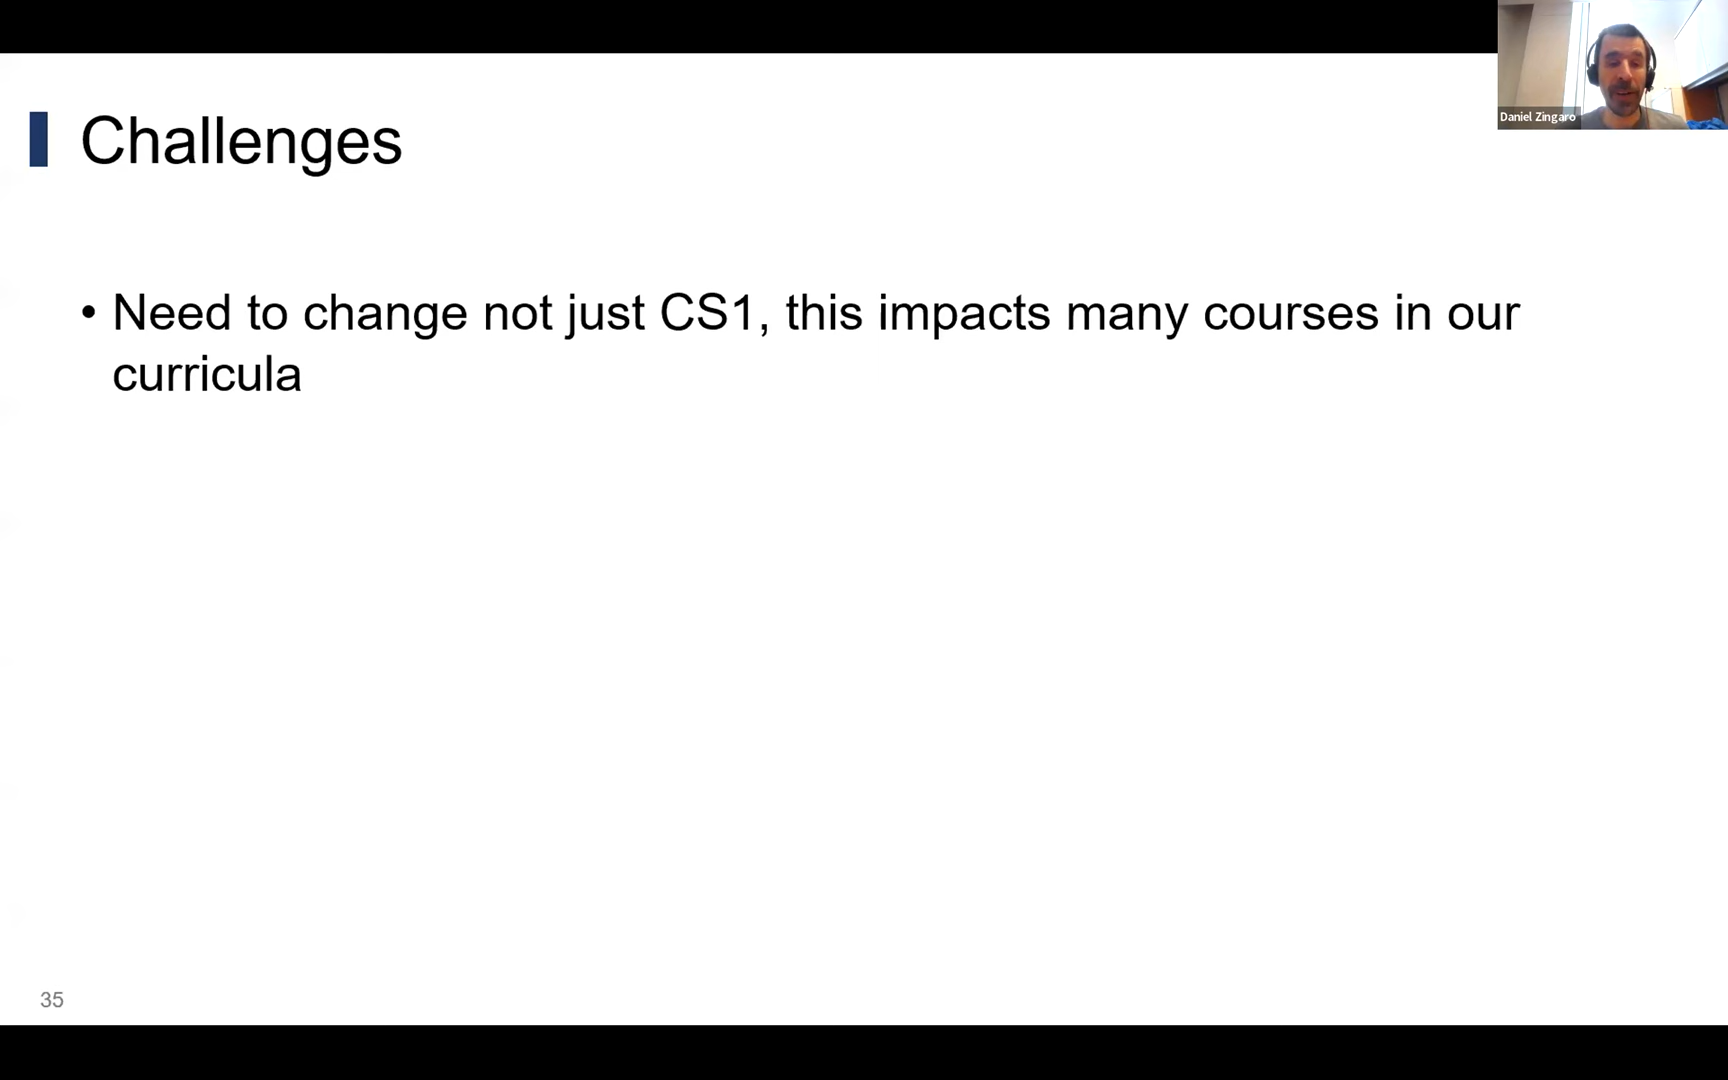 Daniel Zingaro
Challenges
• Need to change not just CS1, this impacts many courses in our
curricula
35